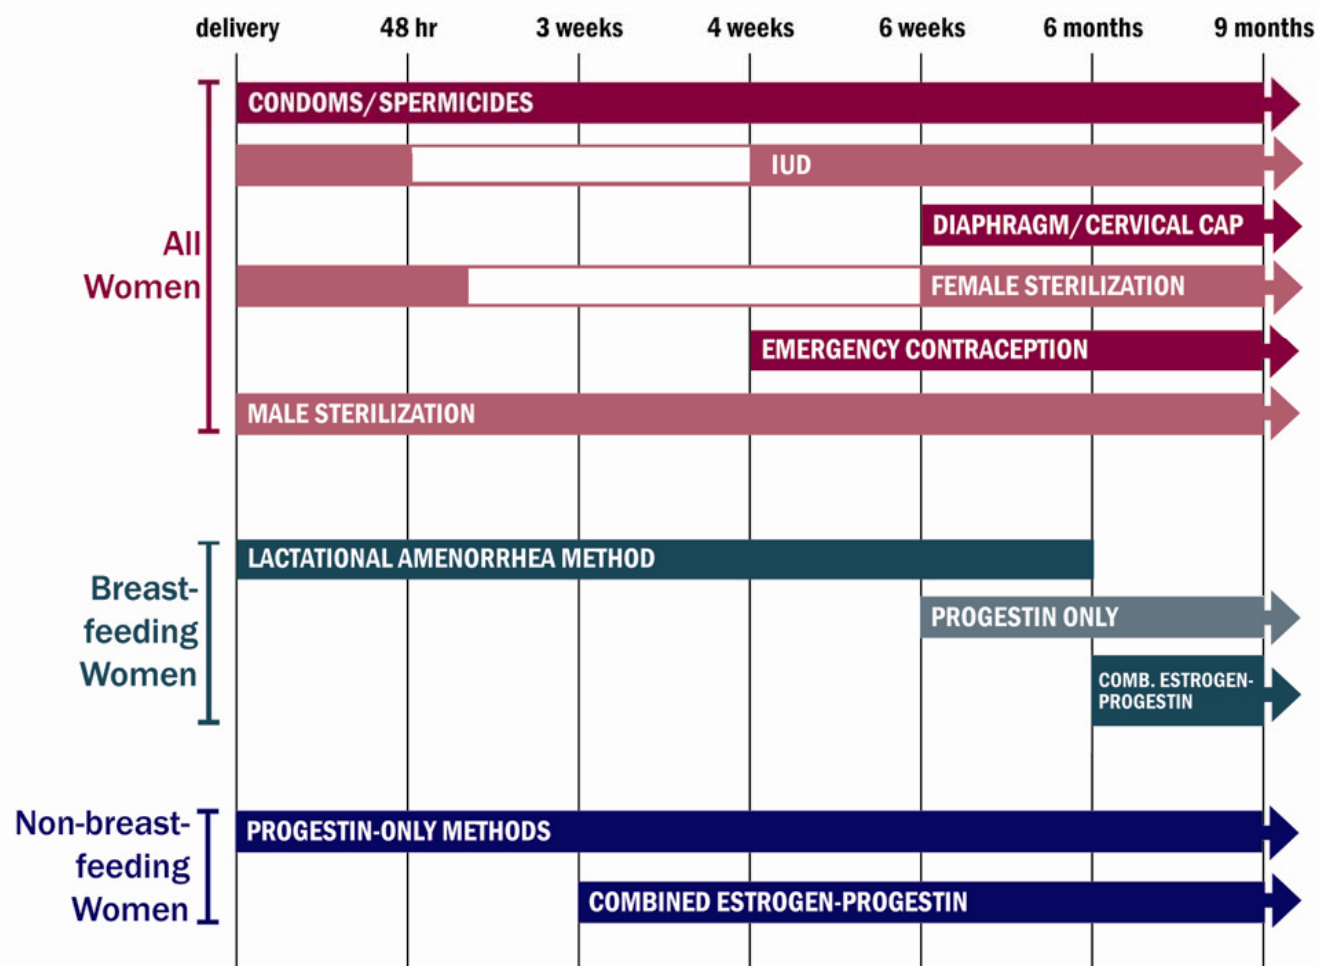 delivery 48 hr 3 weeks 4 weeks 6 weeks 6 months 9 months
CONDOMS/SPERMICIDES
IUD
DIAPHRAGM/CERVICAL CAP
All
Women
FEMALE STERILIZATION
EMERGENCY CONTRACEPTION
MALE STERILIZATION
LACTATIONAL AMENORRHEA METHOD
Breast-
feeding
Women
PROGESTIN ONLY
COMB. ESTROGEN-
PROGESTIN
Non-breast-
feeding
Women
PROGESTIN-ONLY METHODS
COMBINED ESTROGEN-PROGESTIN